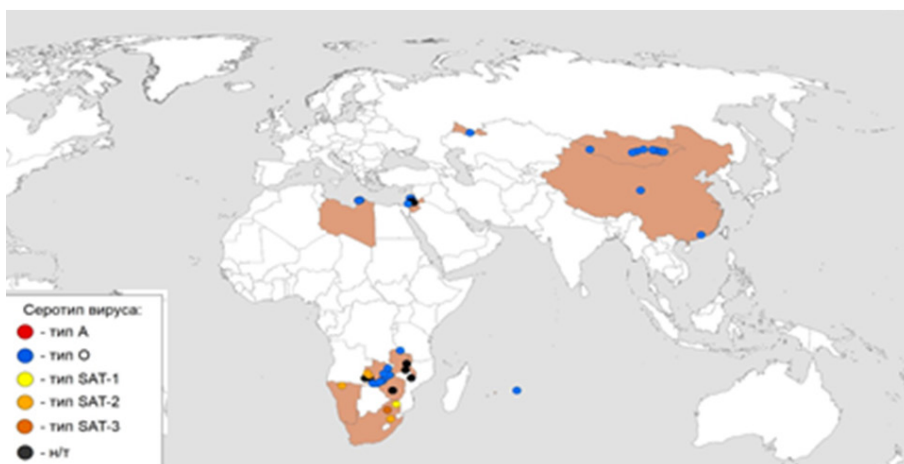 Серотип вируса:
- тип А
- тип О
- тип SAT-1
- тип SAT-2
- тип SAT-3
- н/т